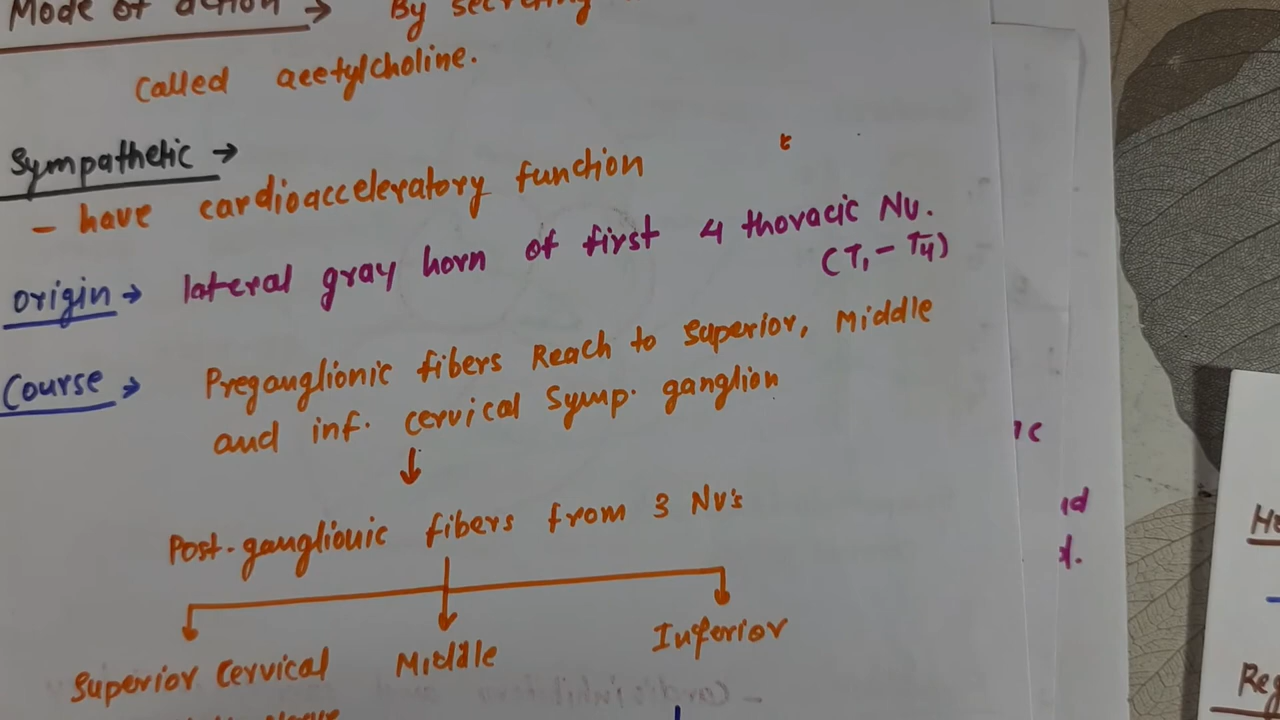 Mode of action → By secreting
Called acetylcholine.
Sympathetic →
- have cardioacceleratory function
t
Origin → lateral gray horn of first 4 thoracic Nv.
(T1 - T4)
Course → Preganglionic fibers Reach to Superior, Middle
and inf. cervical Symp. ganglion
↓
Post-ganglionic fibers from 3 Nv's
Superior Cervical Middle Inferior